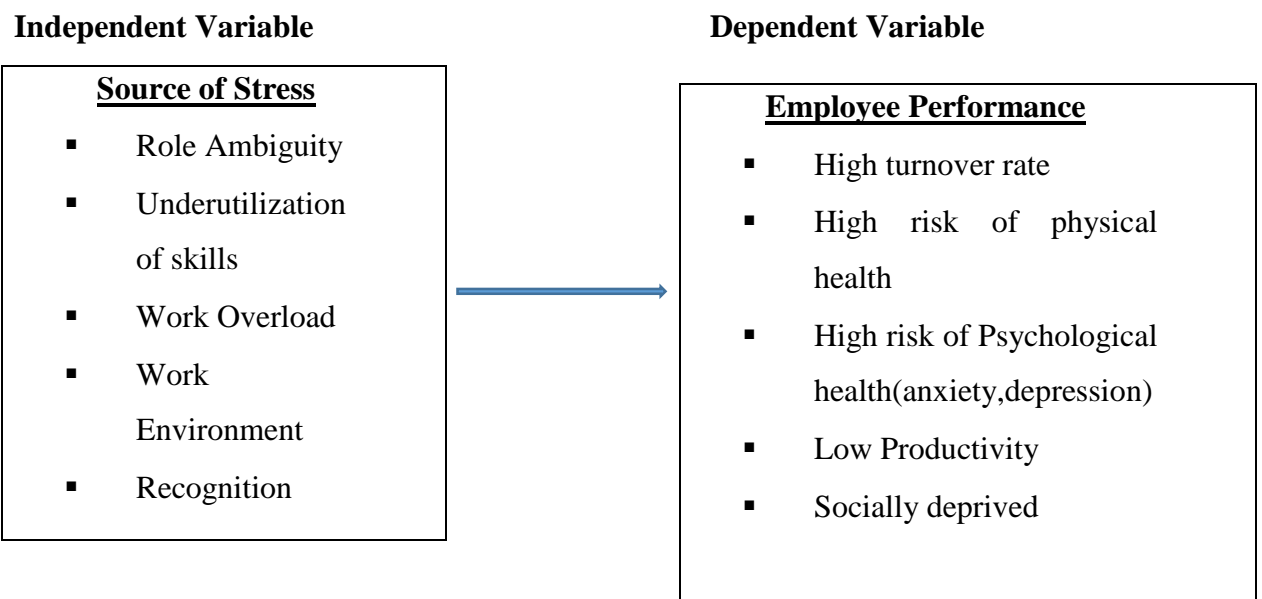 Independent Variable
Dependent Variable
Source of Stress
▪ Role Ambiguity
▪ Underutilization
of skills
▪ Work Overload
▪ Work
Environment
▪ Recognition
Employee Performance
▪ High turnover rate
▪ High risk of physical
health
▪ High risk of Psychological
health(anxiety,depression)
▪ Low Productivity
▪ Socially deprived